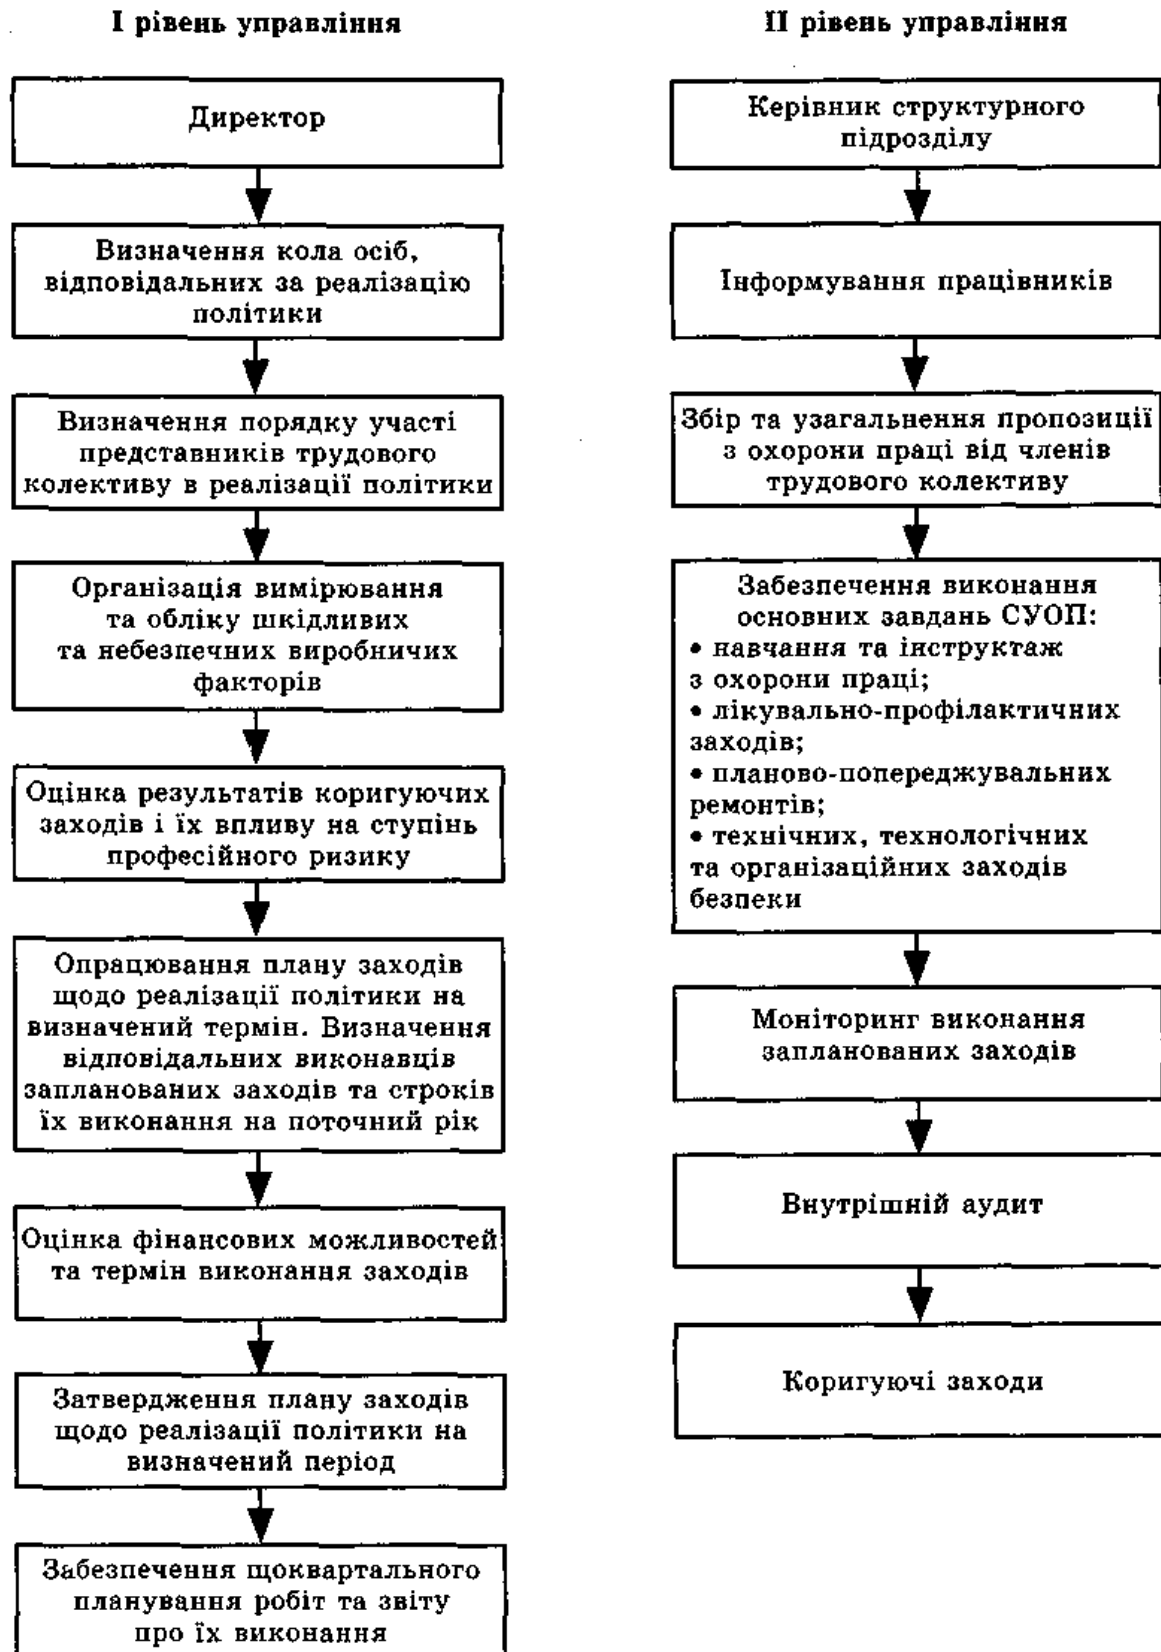 I рівень управління
Директор
Визначення кола осіб,
відповідальних за реалізацію
політики
Визначення порядку участі
представників трудового
колективу в реалізації політики
Організація вимірювання
та обліку шкідливих
та небезпечних виробничих
факторів
Оцінка результатів коригуючих
заходів і їх впливу на ступінь
професійного ризику
Опрацювання плану заходів
щодо реалізації політики на
визначений термін. Визначення
відповідальних виконавців
запланованих заходів та строків
їх виконання на поточний рік
Оцінка фінансових можливостей
та термін виконання заходів
Затвердження плану заходів
щодо реалізації політики на
визначений період
Забезпечення щоквартального
планування робіт та звіту
про їх виконання
II рівень управління
Керівник структурного
підрозділу
Інформування працівників
Збір та узагальнення пропозиції
з охорони праці від членів
трудового колективу
Забезпечення виконання
основних завдань СУОП:
• навчання та інструктаж
з охорони праці;
• лікувально-профілактичних
заходів;
• планово-попереджувальних
ремонтів;
• технічних, технологічних
та організаційних заходів
безпеки
Моніторинг виконання
запланованих заходів
Внутрішній аудит
Коригуючі заходи